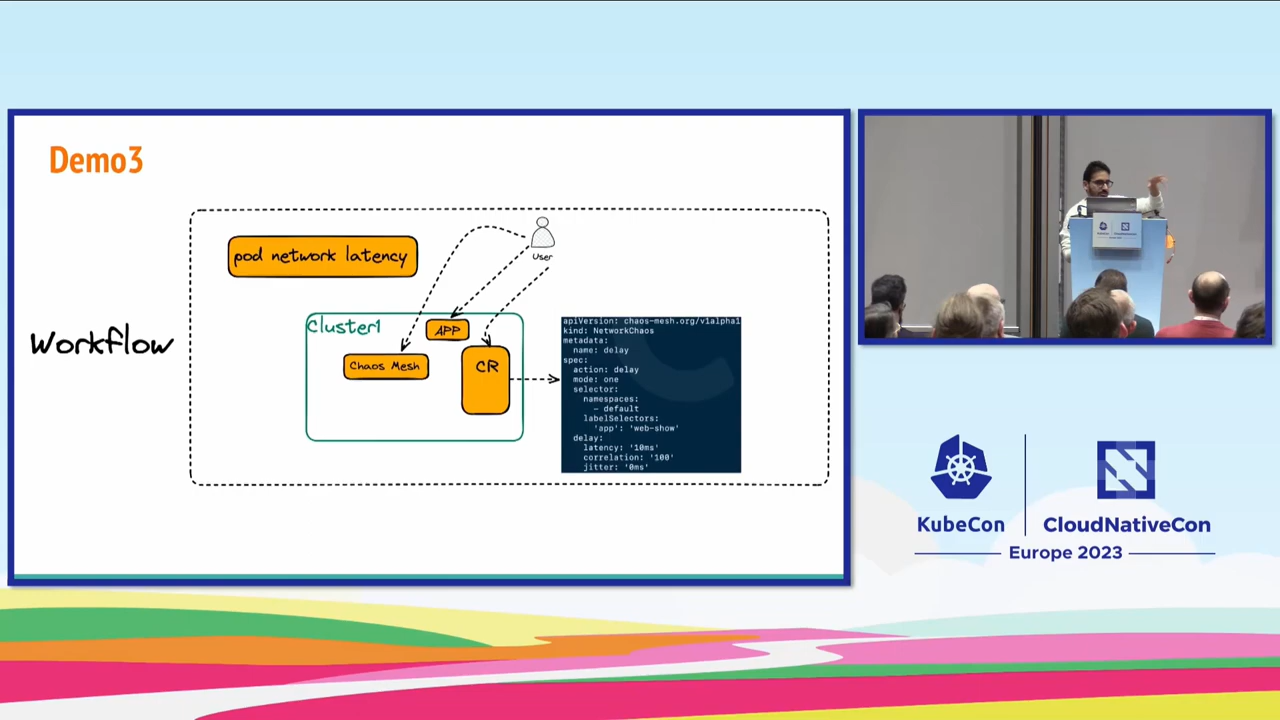 Demo3
Workflow
pod network latency
User
Cluster1
APP
Chaos Mesh
CR
apiVersion: chaos-mesh.org/v1alpha1
kind: NetworkChaos
metadata:
  name: delay
spec:
  action: delay
  mode: one
  selector:
    namespaces:
      - default
    labelSelectors:
      'app': 'web-show'
  delay:
    latency: '10ms'
    correlation: '100'
    jitter: '0ms'
KubeCon
CloudNativeCon
Europe 2023